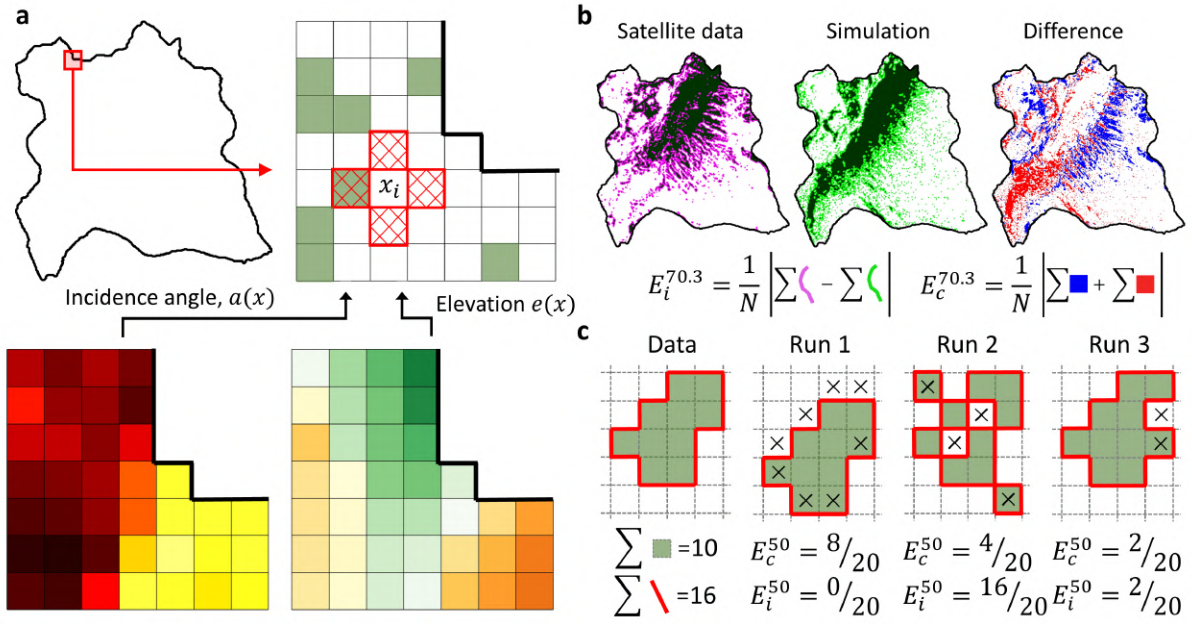 a
x_i
Incidence angle, a(x)
Elevation e(x)
b
Satellite data Simulation Difference
E_i^{70.3} = 1/N |∑ − ∑| E_c^{70.3} = 1/N |∑ + ∑|
c
Data Run 1 Run 2 Run 3
∑ =10 E_c^{50} = 8/20 E_c^{50} = 4/20 E_c^{50} = 2/20
∑ =16 E_i^{50} = 0/20 E_i^{50} = 16/20 E_i^{50} = 2/20